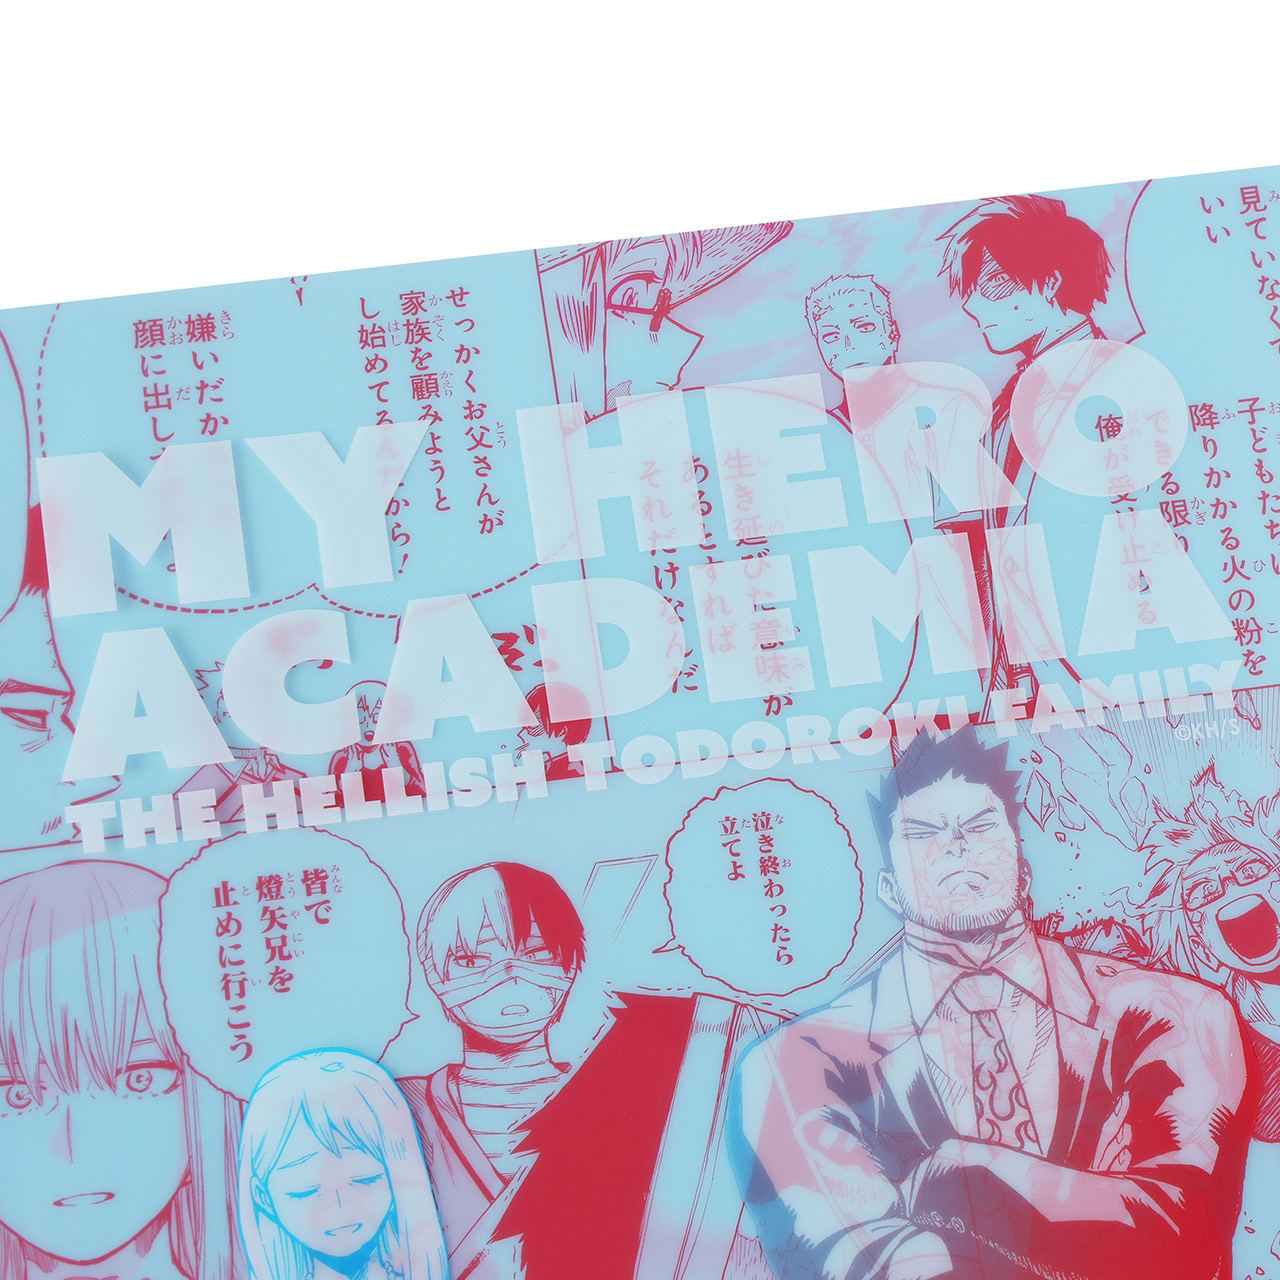 MY HERO
ACADEMIA
THE HELLISH TODOROKI FAMILY
©KH/S
見ていなくて
いい
子どもたちに
降りかかる火の粉を
できる限り
俺が受け止める
生き延びた意味が
あるとすれば
それだけなんだ
せっかくお父さんが
家族を顧みようと
し始めてるんだから!
嫌いだか
顔に出し
泣き終わったら
立てよ
皆で
燈矢兄を
止めに行こう